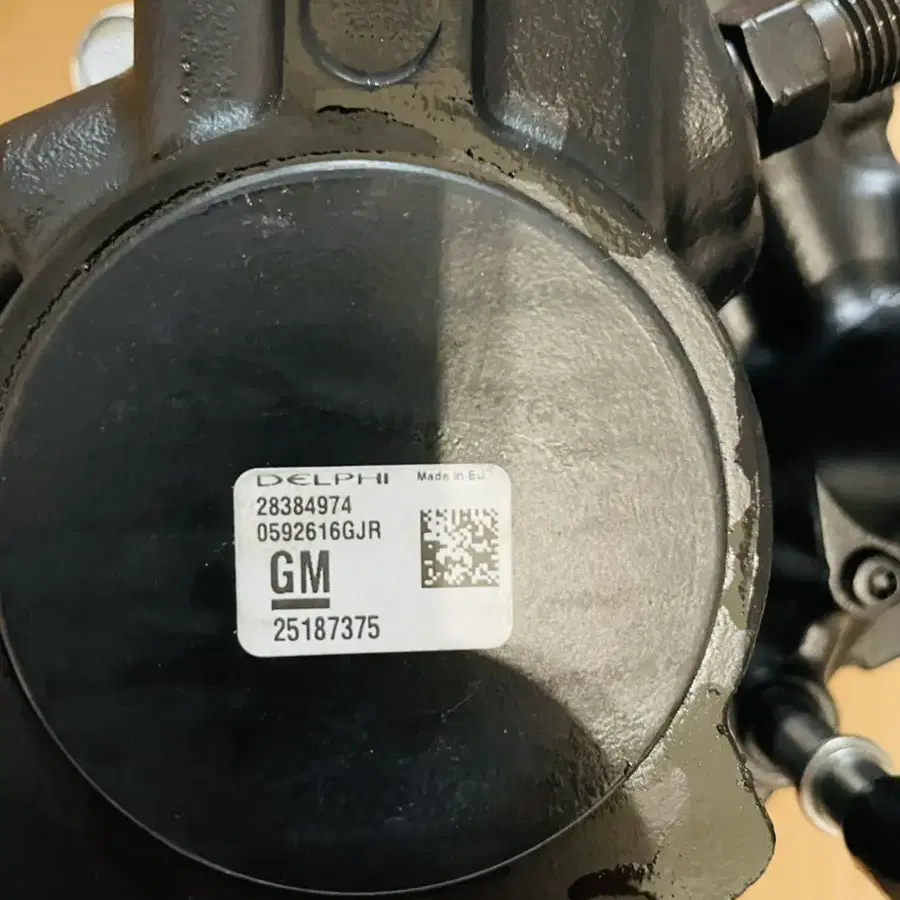 DELPHI Made in EU
28384974
0592616GJR
GM
25187375